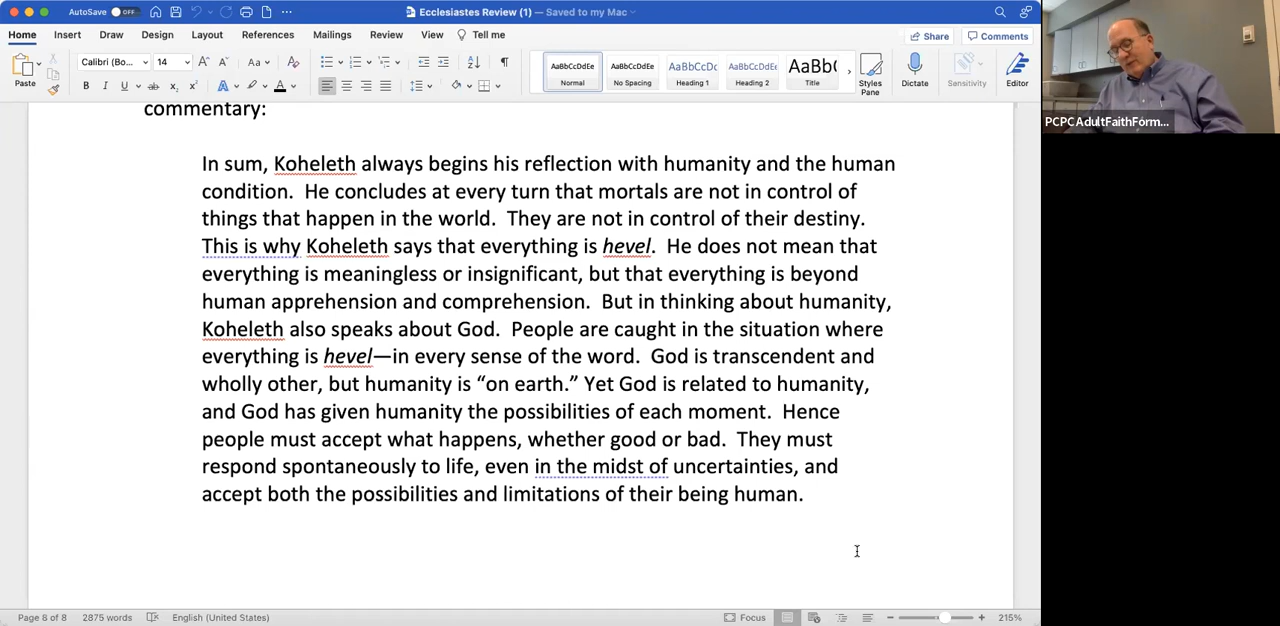 AutoSave OFF Ecclesiastes Review (1) — Saved to my Mac
Home Insert Draw Design Layout References Mailings Review View Tell me Share Comments
Paste Calibri (Bo... 14 Aa AaBbCcDdEe Normal AaBbCcDdEe No Spacing AaBbCcDc Heading 1 AaBbCcDdEe Heading 2 AaBb( Title Styles Pane Dictate Sensitivity Editor
B I U ab x₂ x² A A
PCPCAdultFaithForm...
commentary:
In sum, Koheleth always begins his reflection with humanity and the human
condition. He concludes at every turn that mortals are not in control of
things that happen in the world. They are not in control of their destiny.
This is why Koheleth says that everything is hevel. He does not mean that
everything is meaningless or insignificant, but that everything is beyond
human apprehension and comprehension. But in thinking about humanity,
Koheleth also speaks about God. People are caught in the situation where
everything is hevel—in every sense of the word. God is transcendent and
wholly other, but humanity is “on earth.” Yet God is related to humanity,
and God has given humanity the possibilities of each moment. Hence
people must accept what happens, whether good or bad. They must
respond spontaneously to life, even in the midst of uncertainties, and
accept both the possibilities and limitations of their being human.
Page 8 of 8 2875 words English (United States) Focus 215%